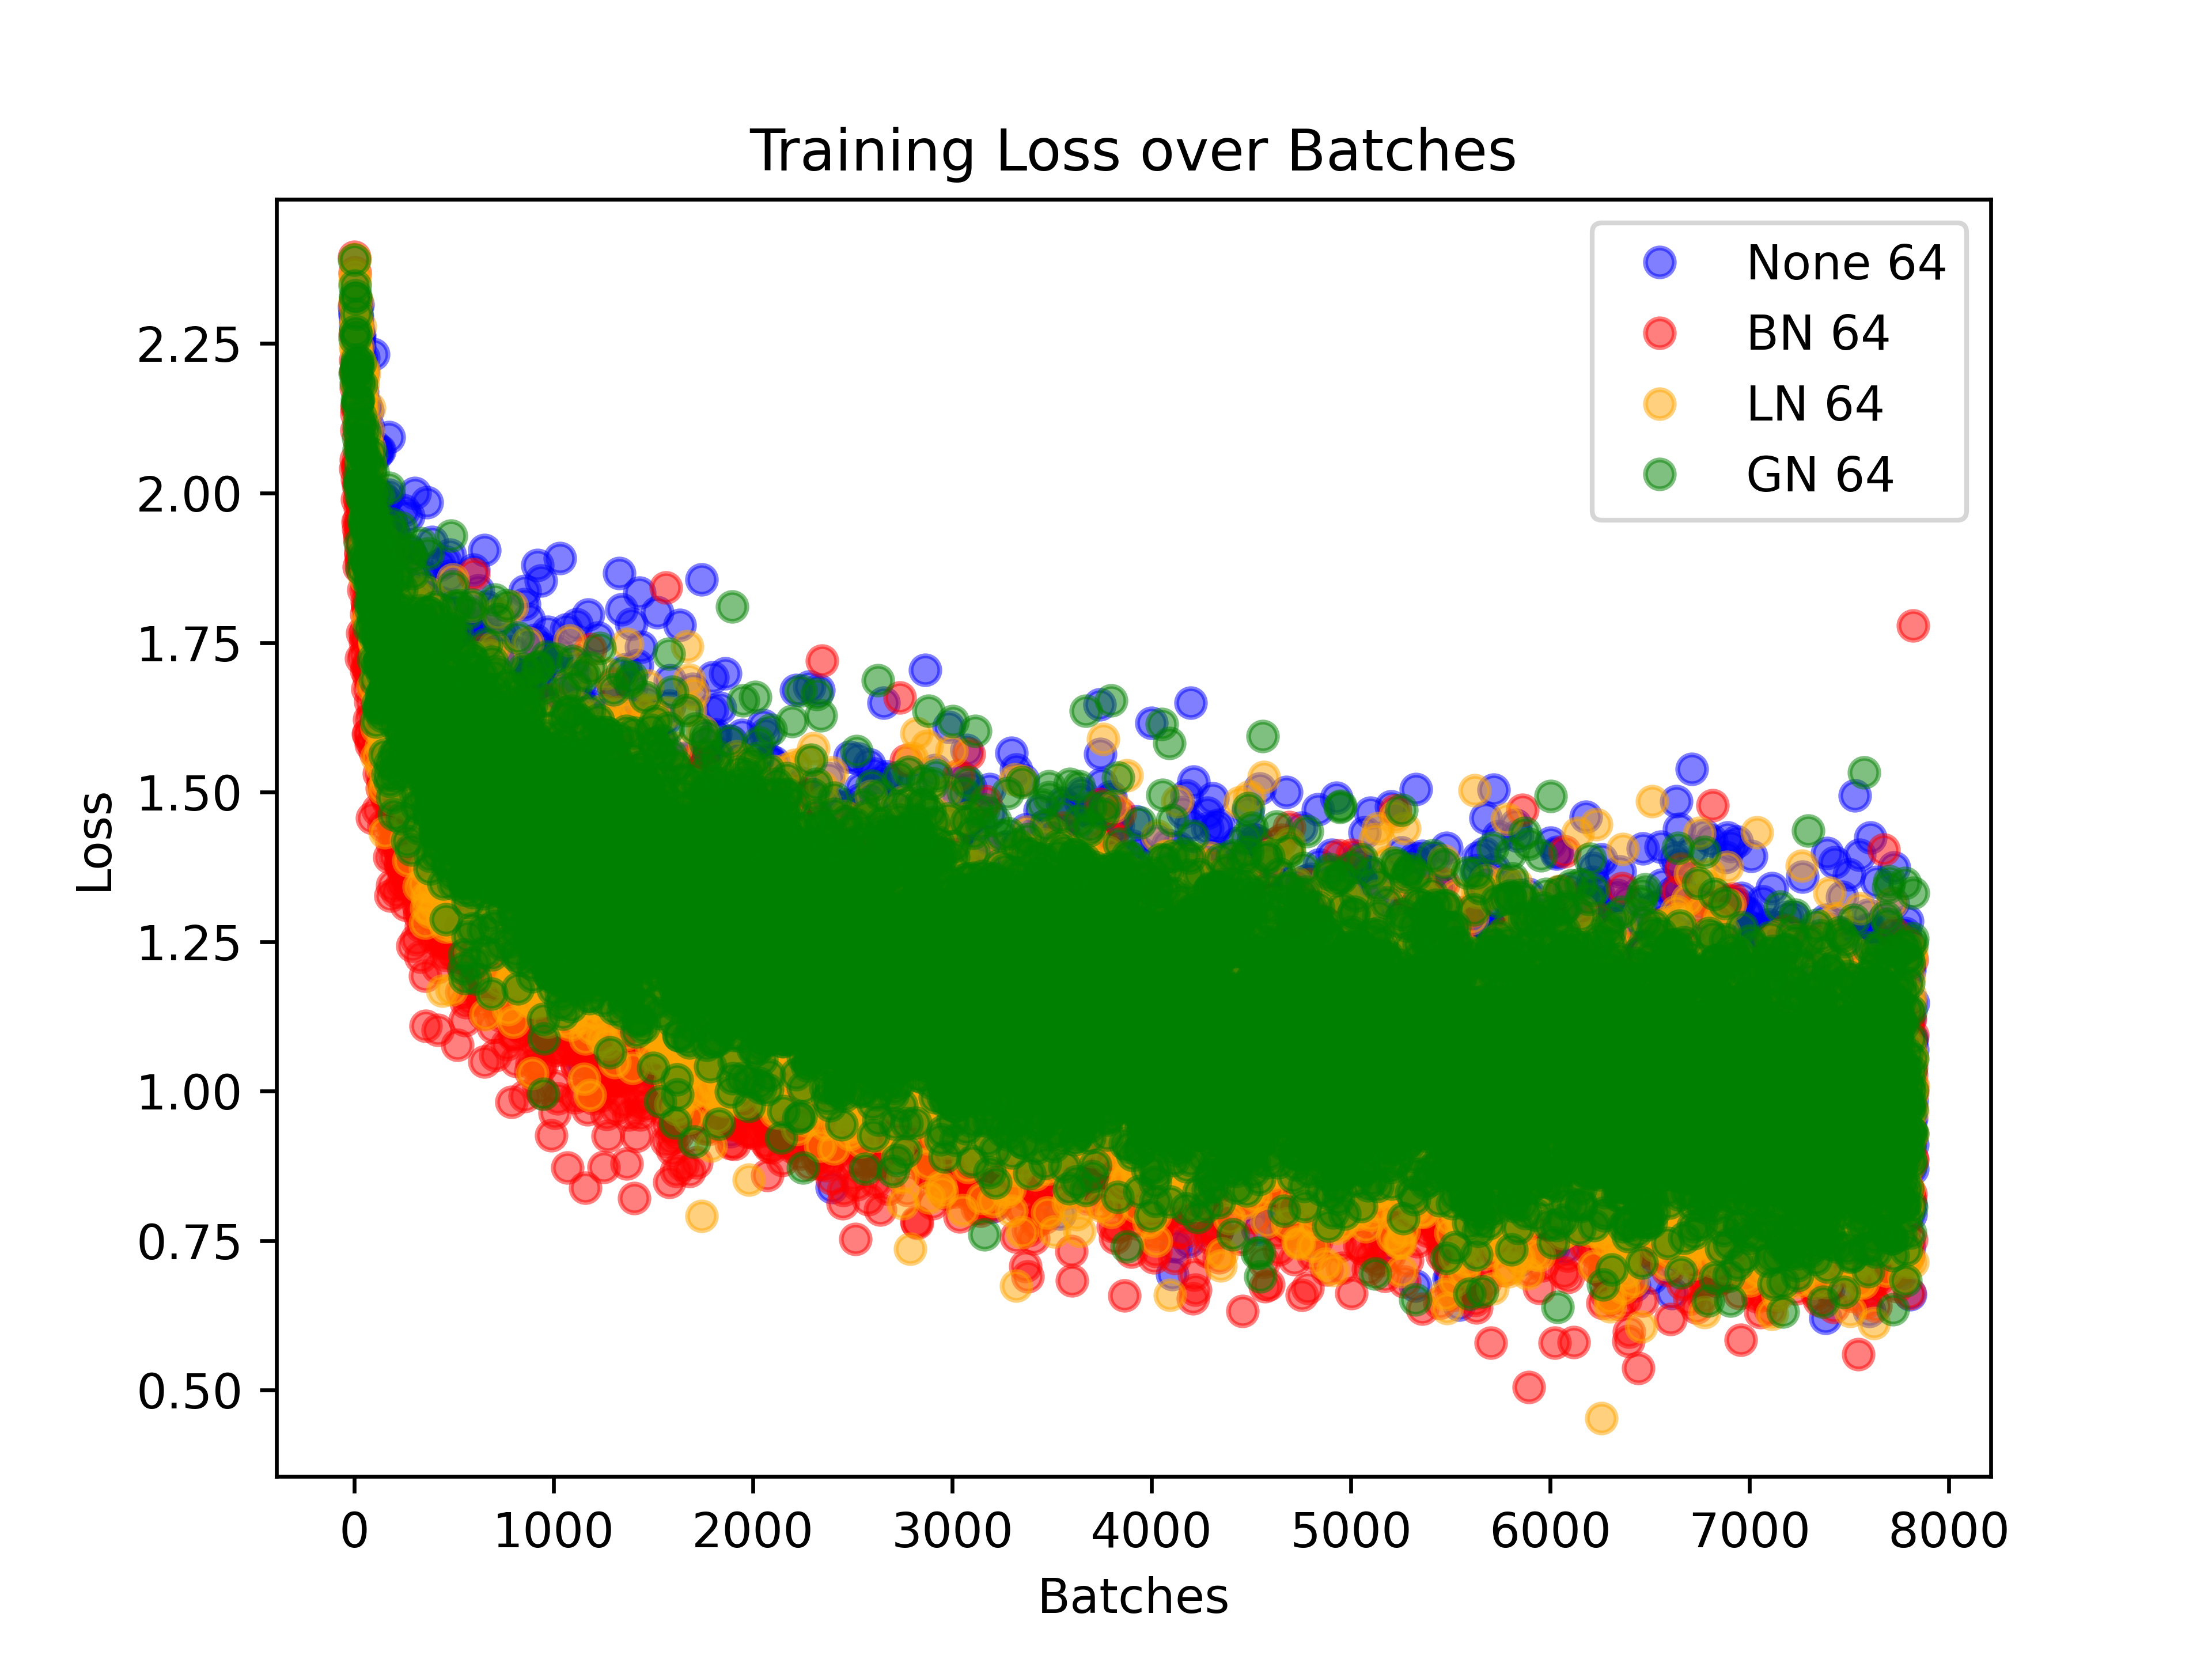 Training Loss over Batches
None 64
BN 64
LN 64
GN 64
2.25
2.00
1.75
1.50
1.25
1.00
0.75
0.50
Loss
0 1000 2000 3000 4000 5000 6000 7000 8000
Batches